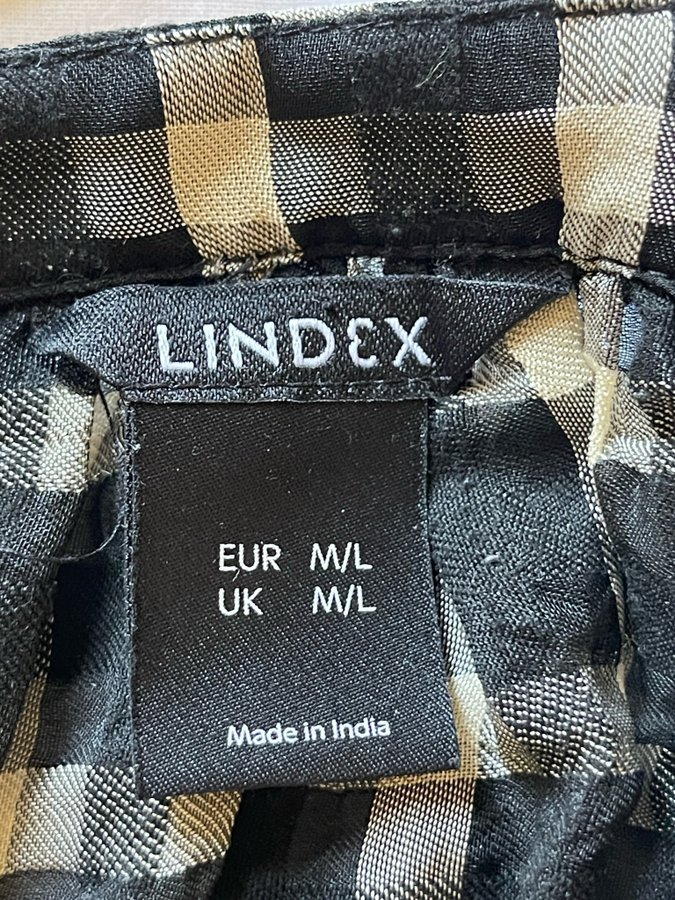 LINDEX
EUR M/L
UK M/L
Made in India